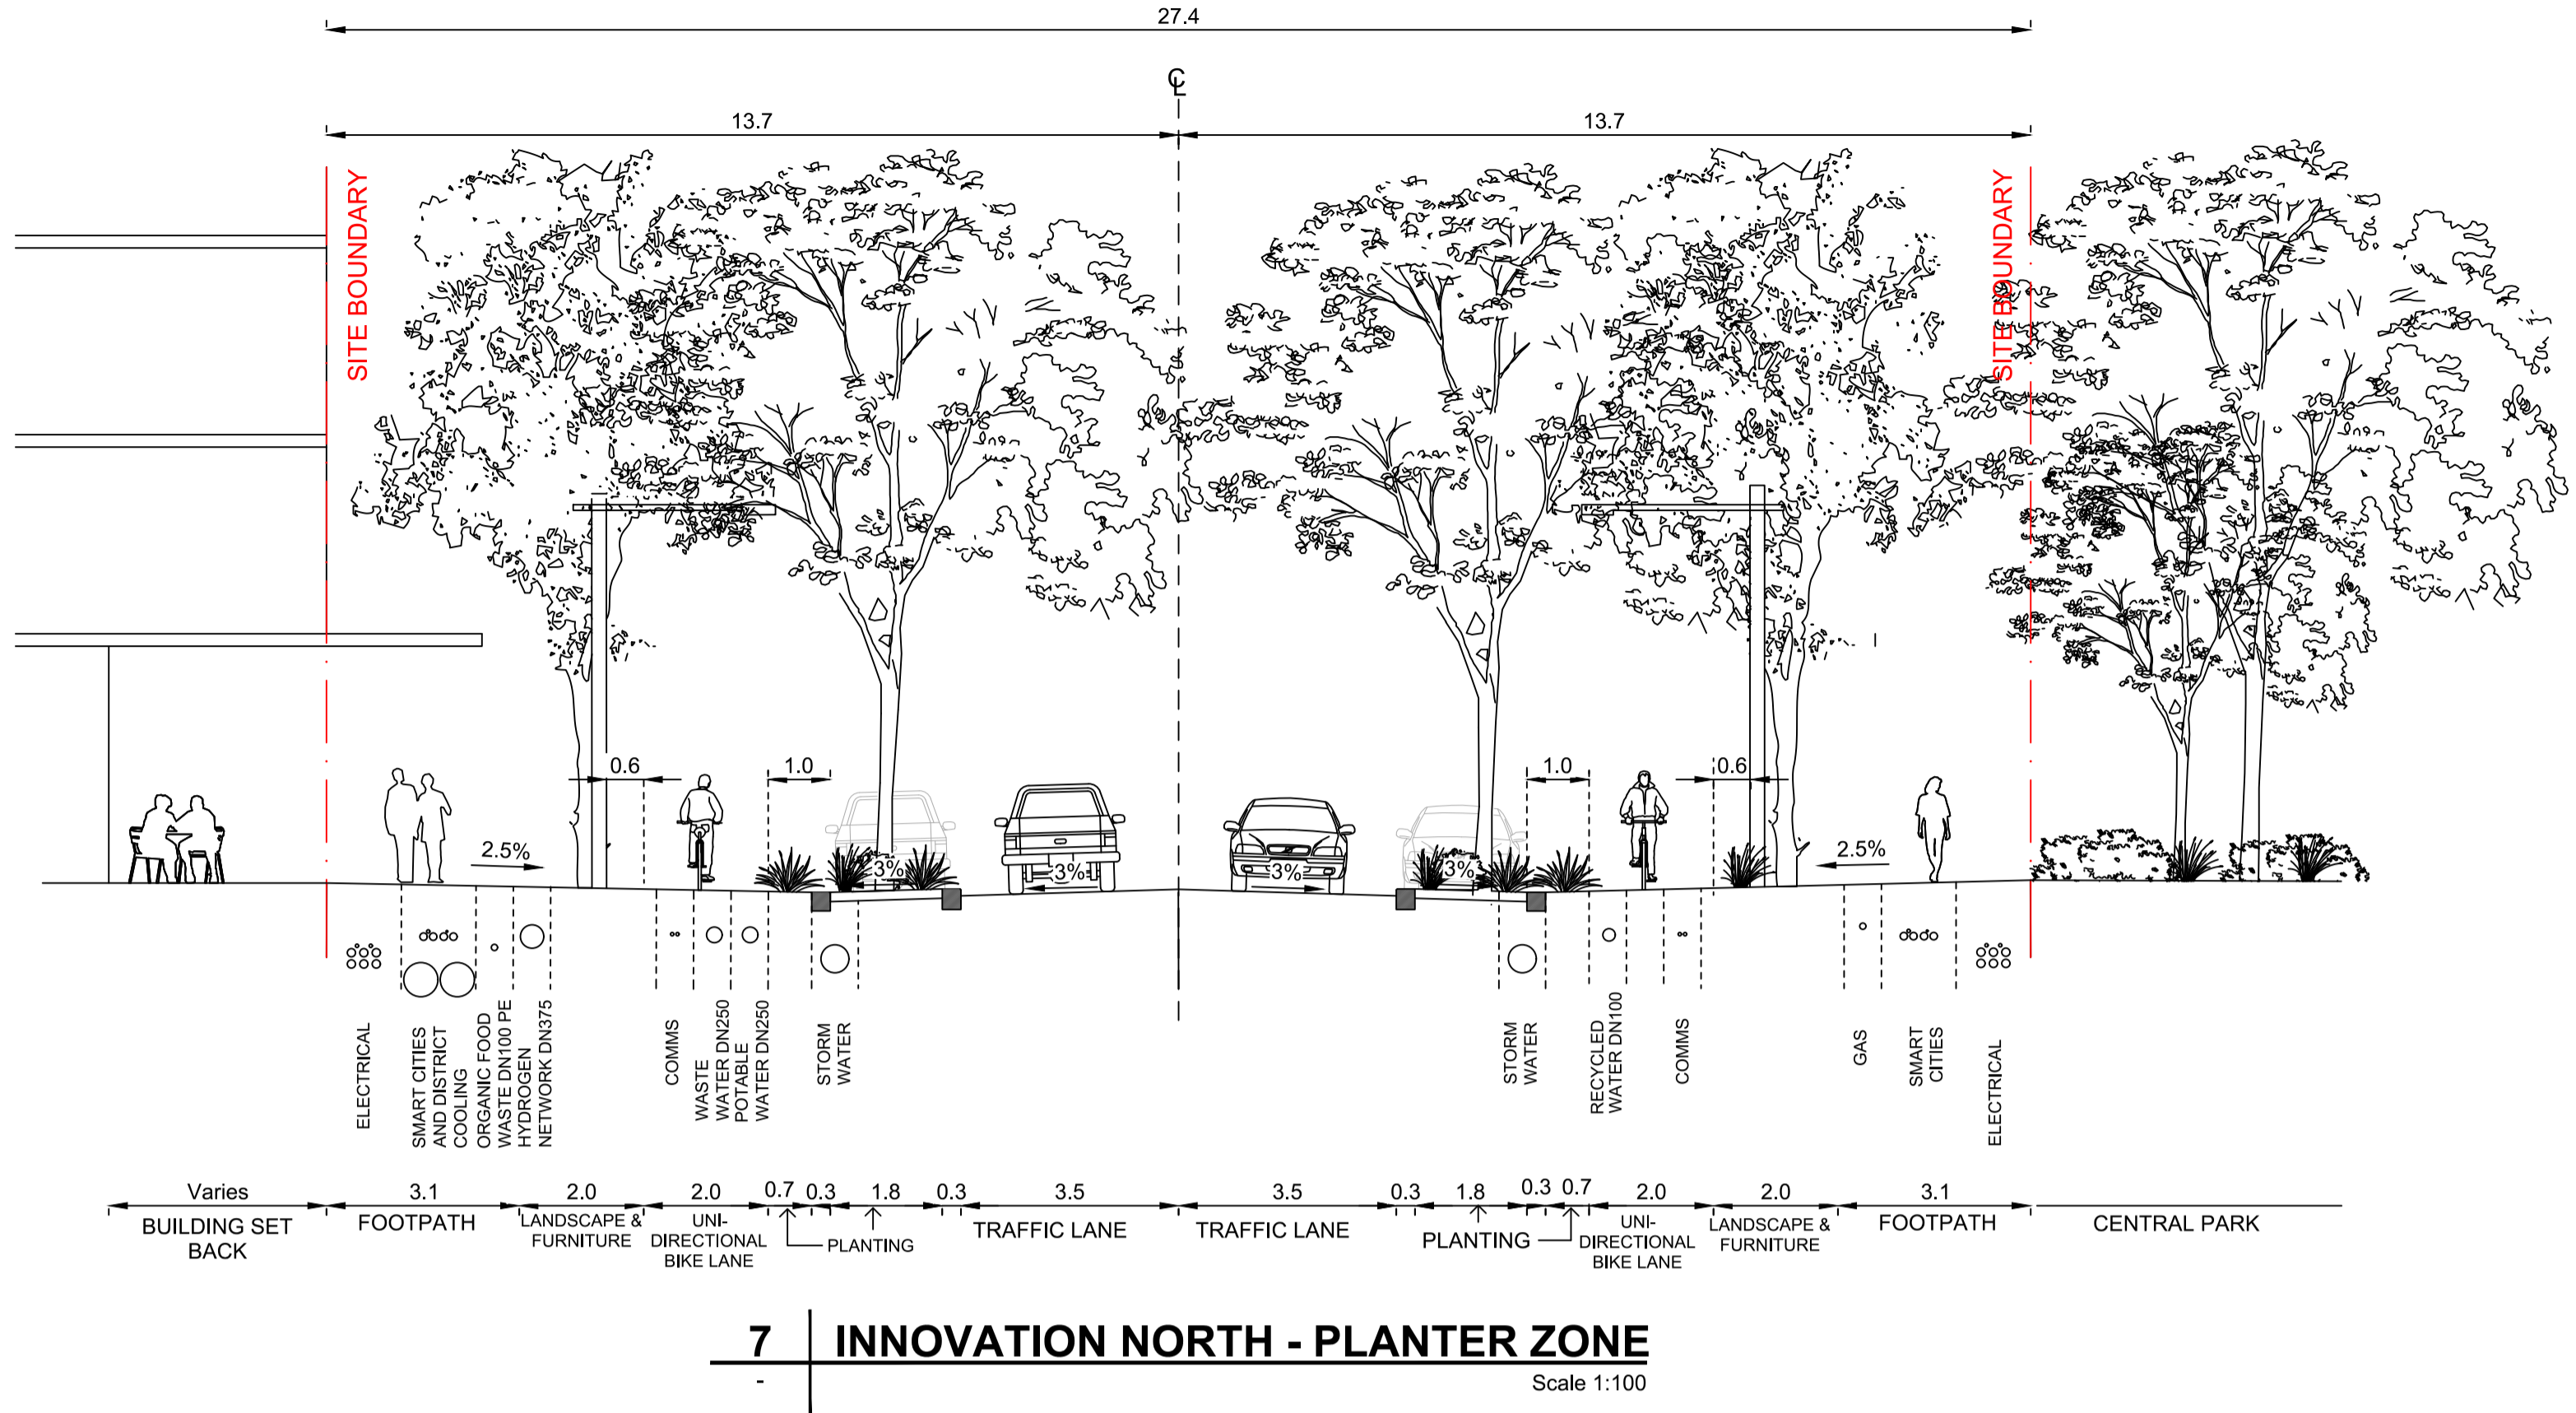 27.4
℄
13.7
13.7
SITE BOUNDARY
SITE BOUNDARY
0.6
1.0
1.0
0.6
2.5%
3%
3%
3%
3%
2.5%
ELECTRICAL
SMART CITIES
AND DISTRICT
COOLING
ORGANIC FOOD
WASTE DN100 PE
HYDROGEN
NETWORK DN375
COMMS
WASTE
WATER DN250
POTABLE
WATER DN250
STORM
WATER
STORM
WATER
RECYCLED
WATER DN100
COMMS
GAS
SMART
CITIES
ELECTRICAL
Varies
3.1
2.0
2.0
0.7
0.3
1.8
0.3
3.5
3.5
0.3
1.8
0.3
0.7
2.0
2.0
3.1
BUILDING SET
BACK
FOOTPATH
LANDSCAPE &
FURNITURE
UNI-
DIRECTIONAL
BIKE LANE
PLANTING
TRAFFIC LANE
TRAFFIC LANE
PLANTING
UNI-
DIRECTIONAL
BIKE LANE
LANDSCAPE &
FURNITURE
FOOTPATH
CENTRAL PARK
7
-
INNOVATION NORTH - PLANTER ZONE
Scale 1:100